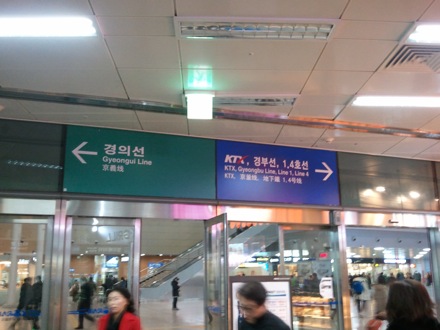 경의선
Gyeongui Line
京義线
KTX, 경부선, 1,4호선
KTX, Gyeongbu Line, Line 1, Line 4
KTX, 京釜线, 地下鐵 1.4号线